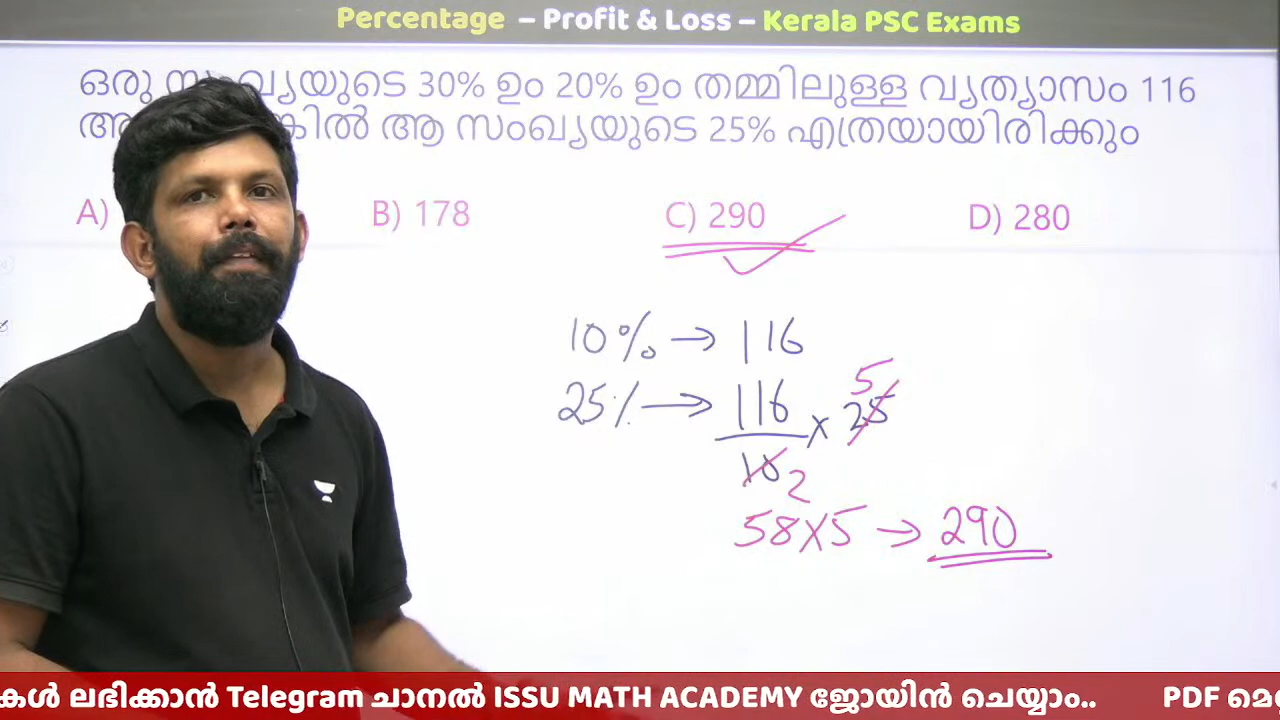 Percentage – Profit & Loss – Kerala PSC Exams
ഒരു സംഖ്യയുടെ 30% ഉം 20% ഉം തമ്മിലുള്ള വ്യത്യാസം 116
ആ സംഖ്യയുടെ 25% എത്രയായിരിക്കും
A) B) 178 C) 290 D) 280
10% → 116
25% → 116/10 × 25
5
2
58×5 → 290
കൾ ലഭിക്കാൻ Telegram ചാനൽ ISSU MATH ACADEMY ജോയിൻ ചെയ്യാം.. PDF